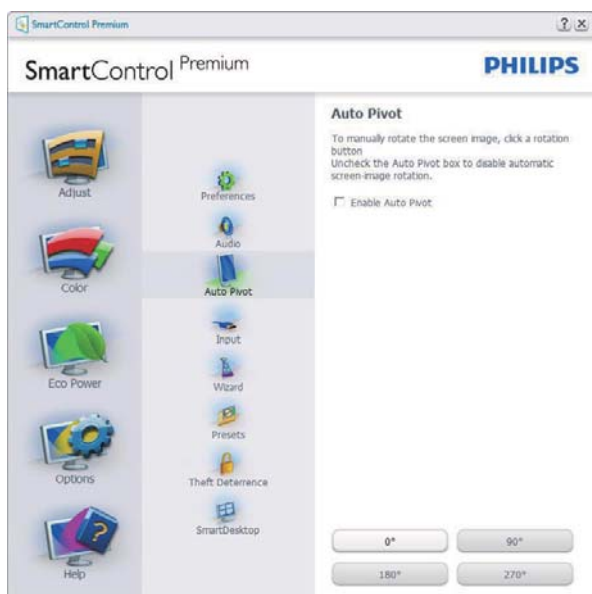 SmartControl Premium
SmartControl Premium
PHILIPS
Adjust
Color
Eco Power
Options
Help
Preferences
Audio
Auto Pivot
Input
Wizard
Presets
Theft Deterrence
SmartDesktop
Auto Pivot
To manually rotate the screen image, click a rotation
button
Uncheck the Auto Pivot box to disable automatic
screen-image rotation.
Enable Auto Pivot
0°
90°
180°
270°